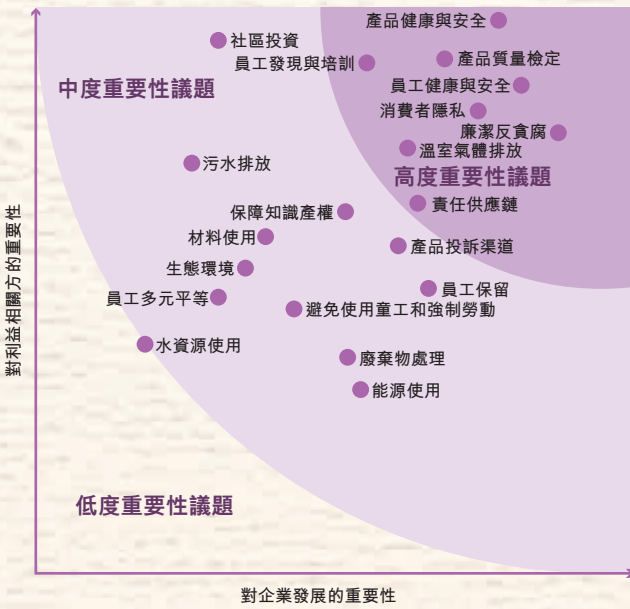 產品健康與安全
社區投資
員工發現與培訓
產品質量檢定
中度重要性議題
員工健康與安全
消費者隱私
廉潔反貪腐
溫室氣體排放
污水排放
高度重要性議題
責任供應鏈
保障知識產權
材料使用
產品投訴渠道
生態環境
員工保留
員工多元平等
避免使用童工和強制勞動
水資源使用
廢棄物處理
能源使用
低度重要性議題
對利益相關方的重要性
對企業發展的重要性